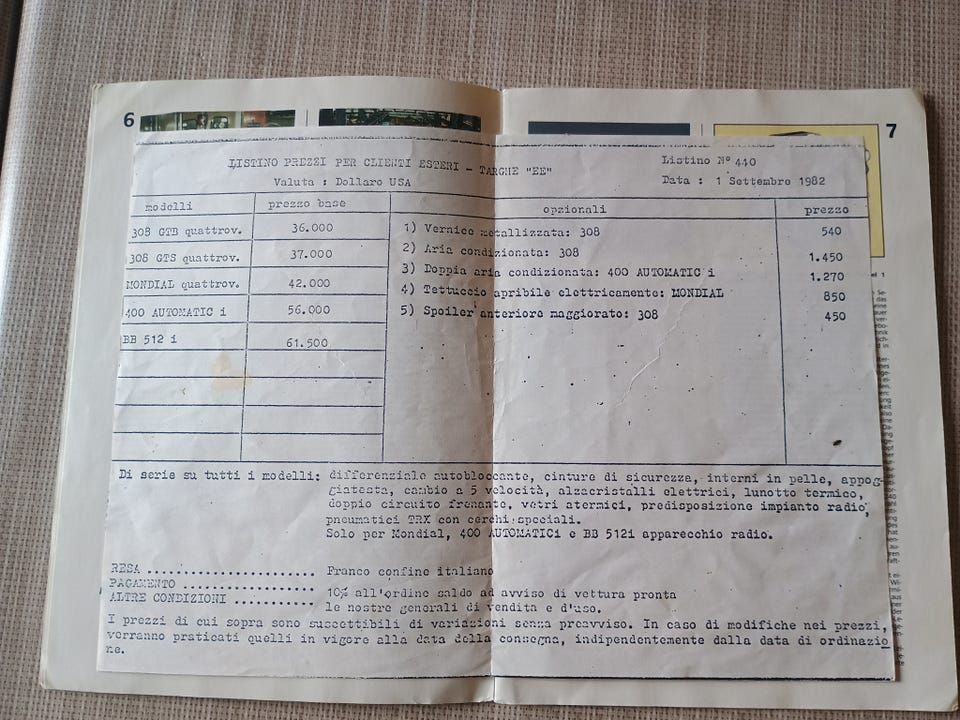 6
7
LISTINO PREZZI PER CLIENTI ESTERI - TARGHE "EE"
Listino N° 440
Valuta : Dollaro USA
Data : 1 Settembre 1982
modelli prezzo base opzionali prezzo
308 GTB quattrov. 36.000
308 GTS quattrov. 37.000
MONDIAL quattrov. 42.000
400 AUTOMATIC i 56.000
BB 512 i 61.500
1) Vernice metallizzata: 308 540
2) Aria condizionata: 308 1.450
3) Doppia aria condizionata: 400 AUTOMATIC i 1.270
4) Tettuccio apribile elettricamente: MONDIAL 850
5) Spoiler anteriore maggiorato: 308 450
Di serie su tutti i modelli: differenziale autobloccante, cinture di sicurezza, interni in pelle, appog-
giatesta, cambio a 5 velocità, alzacristalli elettrici, lunotto termico,
doppio circuito frenante, vetri atermici, predisposizione impianto radio,
pneumatici TRX con cerchi speciali.
Solo per Mondial, 400 AUTOMATICi e BB 512i apparecchio radio.
RESA ...................... Franco confine italiano
PAGAMENTO ................. 10% all'ordine saldo ad avviso di vettura pronta
ALTRE CONDIZIONI .......... le nostre generali di vendita e d'uso.
I prezzi di cui sopra sono suscettibili di variazioni senza preavviso. In caso di modifiche nei prezzi,
verranno praticati quelli in vigore alla data della consegna, indipendentemente dalla data di ordinazio
ne.